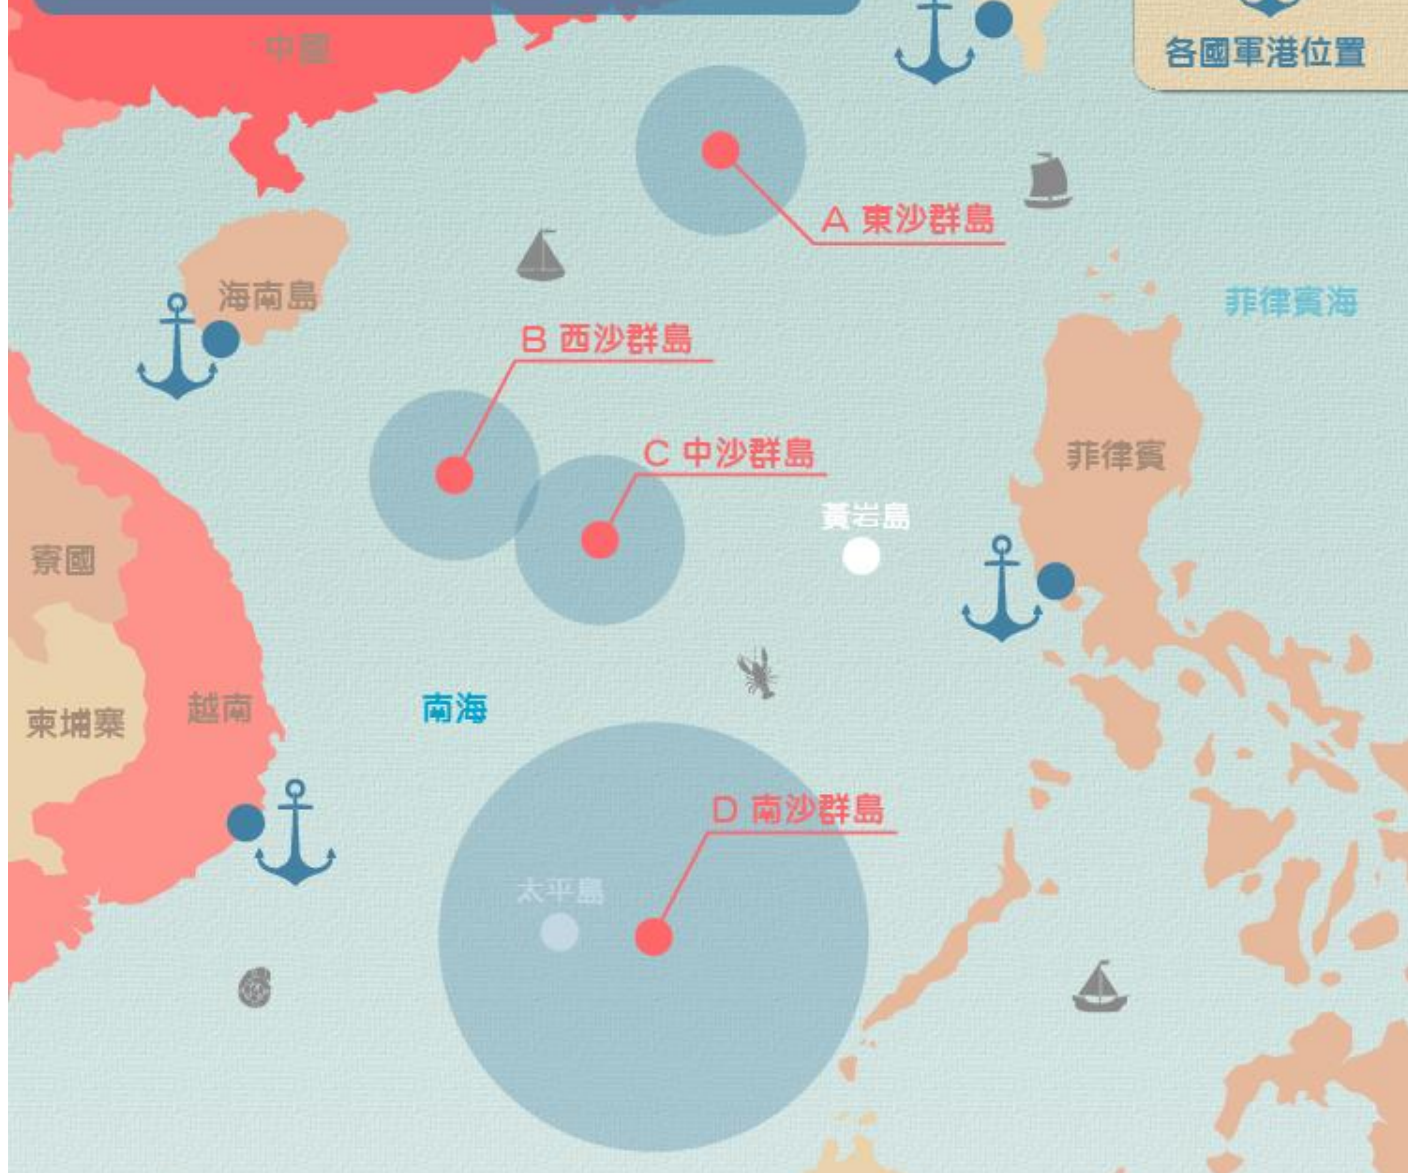 中國
各國軍港位置
A 東沙群島
海南島
菲律賓海
B 西沙群島
C 中沙群島
菲律賓
黃岩島
寮國
越南
南海
柬埔寨
D 南沙群島
太平島